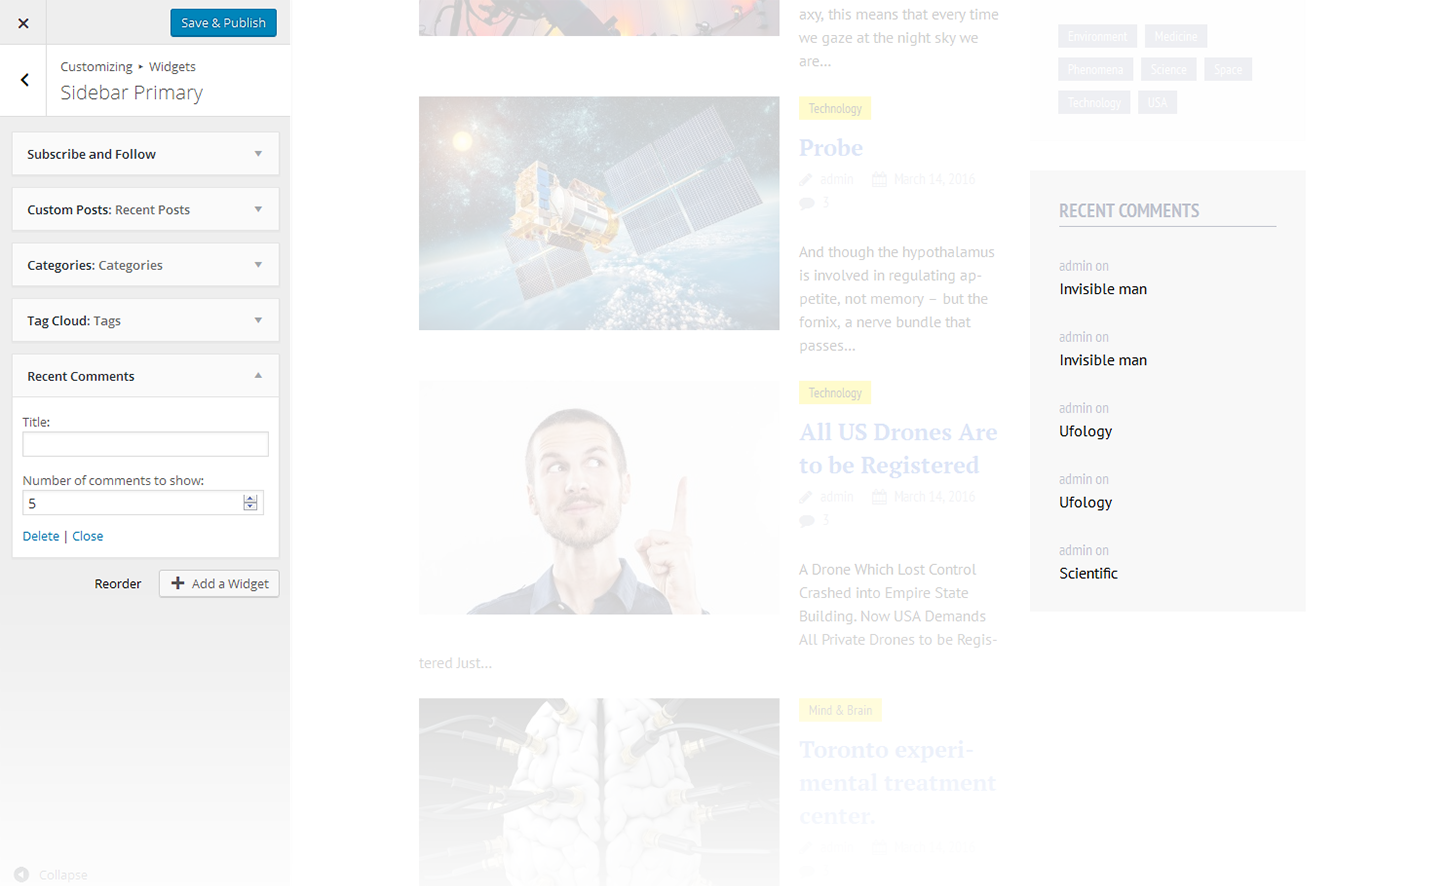 Save & Publish
Customizing ▸ Widgets
Sidebar Primary
Subscribe and Follow
Custom Posts: Recent Posts
Categories: Categories
Tag Cloud: Tags
Recent Comments
Title:
Number of comments to show:
5
Delete | Close
Reorder
Add a Widget
Collapse
axy, this means that every time
we gaze at the night sky we
are...
Technology
Probe
admin March 14, 2016
3
And though the hypothalamus
is involved in regulating ap-
petite, not memory – but the
fornix, a nerve bundle that
passes...
Technology
All US Drones Are
to be Registered
admin March 14, 2016
3
A Drone Which Lost Control
Crashed into Empire State
Building. Now USA Demands
All Private Drones to be Regis-
tered Just...
Mind & Brain
Toronto experi-
mental treatment
center.
Environment Medicine
Phenomena Science Space
Technology USA
RECENT COMMENTS
admin on
Invisible man
admin on
Invisible man
admin on
Ufology
admin on
Ufology
admin on
Scientific